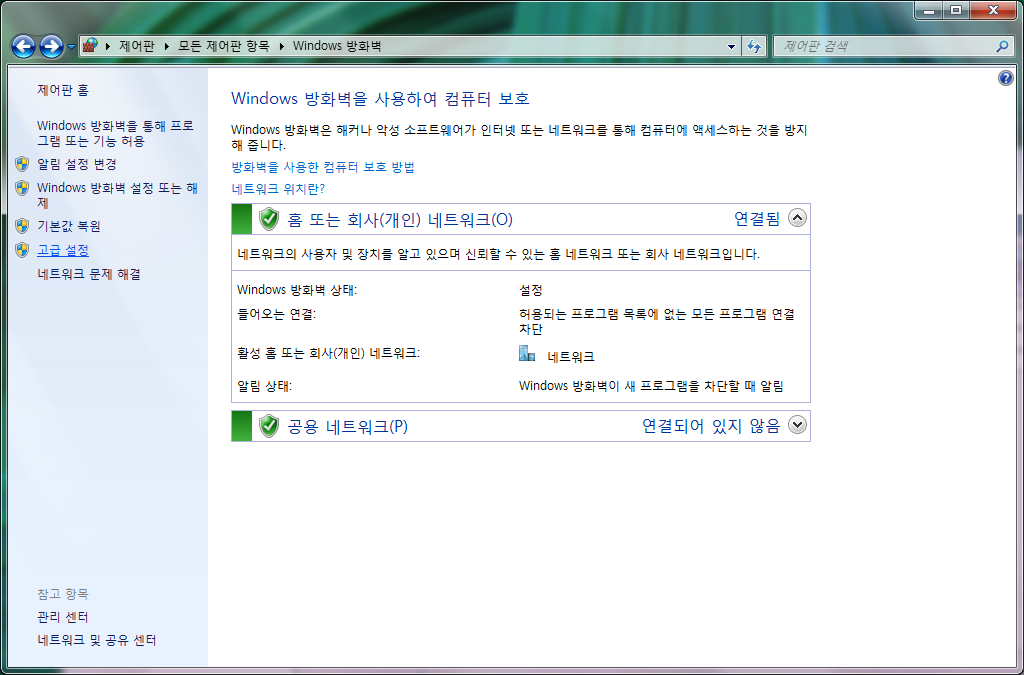 제어판 ▸ 모든 제어판 항목 ▸ Windows 방화벽
제어판 검색
제어판 홈
Windows 방화벽을 통해 프로
그램 또는 기능 허용
알림 설정 변경
Windows 방화벽 설정 또는 해
제
기본값 복원
고급 설정
네트워크 문제 해결
참고 항목
관리 센터
네트워크 및 공유 센터
Windows 방화벽을 사용하여 컴퓨터 보호
Windows 방화벽은 해커나 악성 소프트웨어가 인터넷 또는 네트워크를 통해 컴퓨터에 액세스하는 것을 방지
해 줍니다.
방화벽을 사용한 컴퓨터 보호 방법
네트워크 위치란?
홈 또는 회사(개인) 네트워크(O) 연결됨
네트워크의 사용자 및 장치를 알고 있으며 신뢰할 수 있는 홈 네트워크 또는 회사 네트워크입니다.
Windows 방화벽 상태: 설정
들어오는 연결: 허용되는 프로그램 목록에 없는 모든 프로그램 연결
차단
활성 홈 또는 회사(개인) 네트워크: 네트워크
알림 상태: Windows 방화벽이 새 프로그램을 차단할 때 알림
공용 네트워크(P) 연결되어 있지 않음